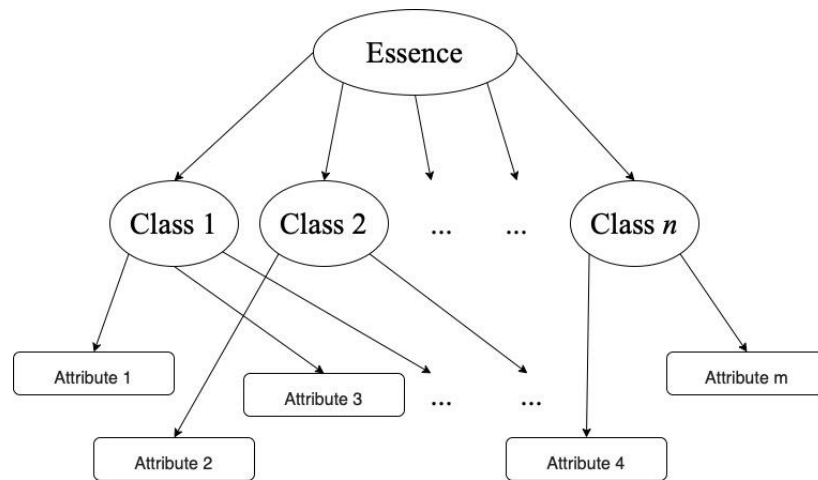 Essence
Class 1
Class 2
...
...
Class n
Attribute 1
Attribute 3
...
...
Attribute m
Attribute 2
Attribute 4